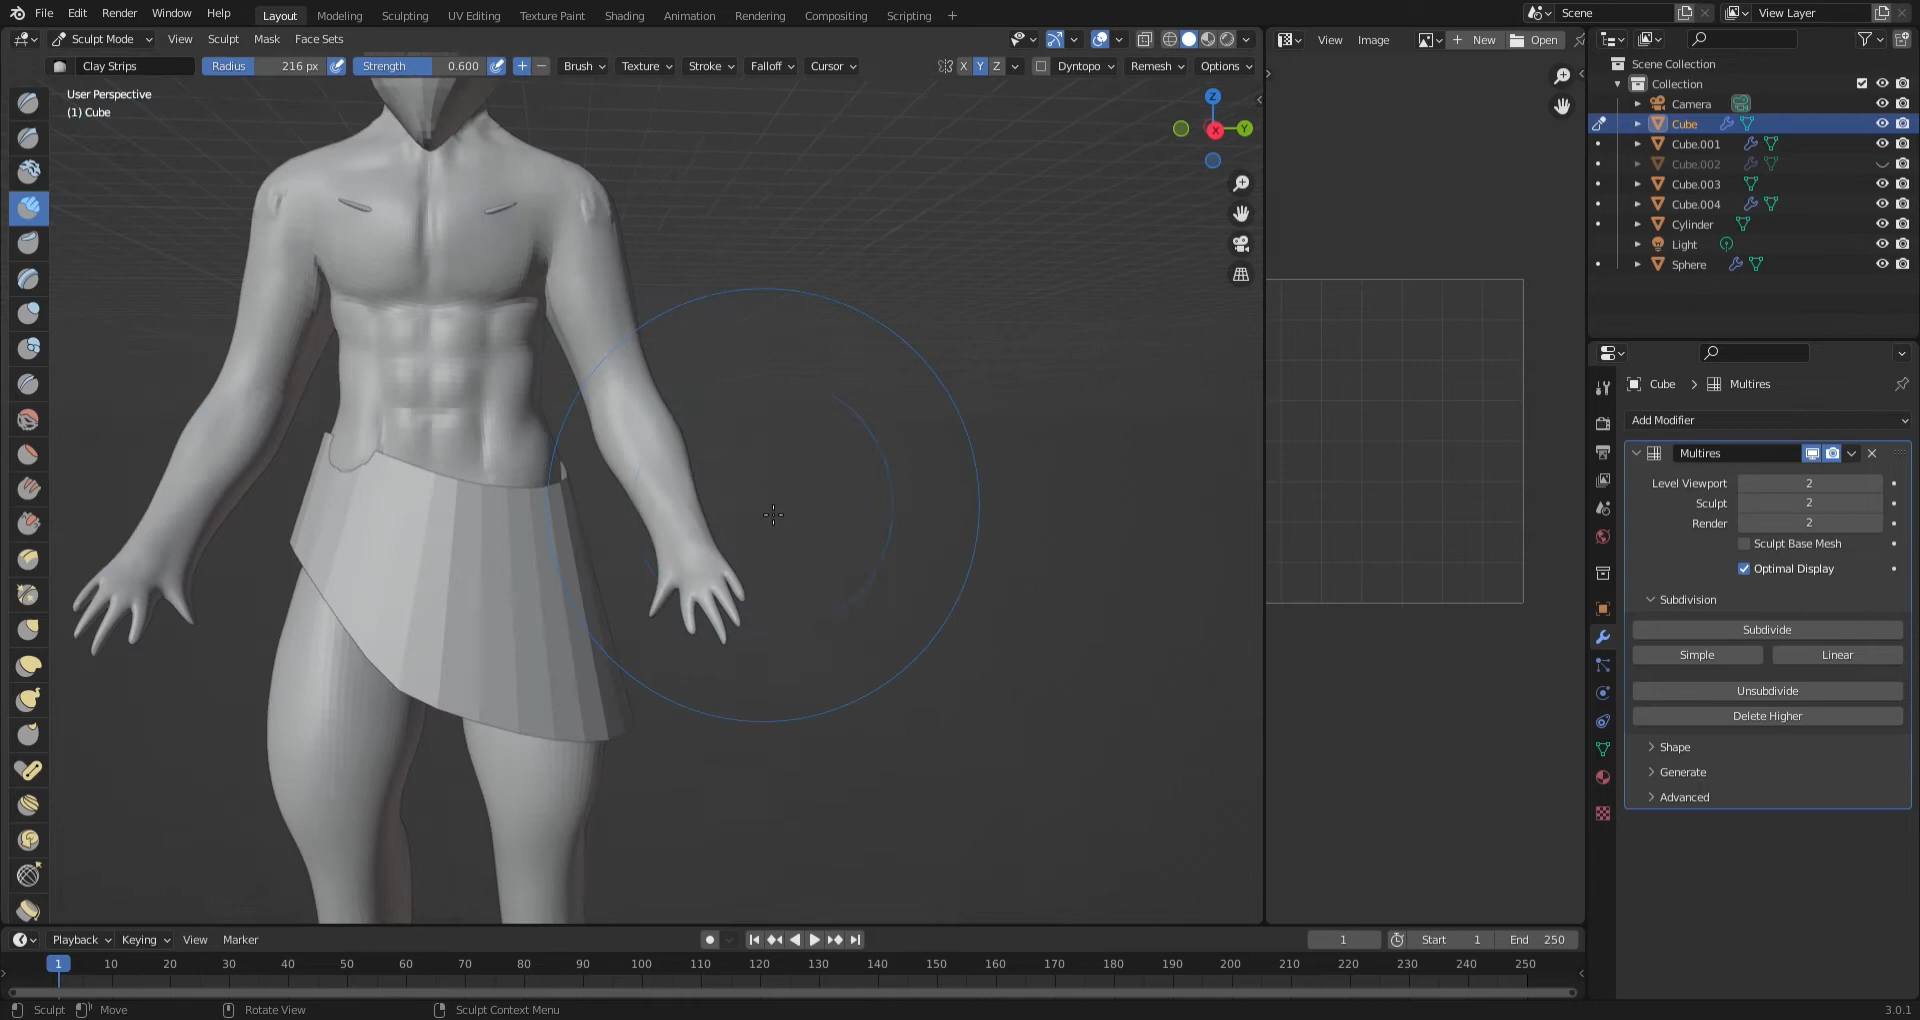 File Edit Render Window Help Layout Modeling Sculpting UV Editing Texture Paint Shading Animation Rendering Compositing Scripting + Scene View Layer
Sculpt Mode View Sculpt Mask Face Sets View Image New Open
Clay Strips Radius 216 px Strength 0.600 Brush Texture Stroke Falloff Cursor X Y Z Dyntopo Remesh Options
User Perspective
(1) Cube
Z
X
Y
Scene Collection
Collection
Camera
Cube
Cube.001
Cube.002
Cube.003
Cube.004
Cylinder
Light
Sphere
Cube > Multires
Add Modifier
Multires
Level Viewport 2
Sculpt 2
Render 2
Sculpt Base Mesh
Optimal Display
Subdivision
Subdivide
Simple Linear
Unsubdivide
Delete Higher
Shape
Generate
Advanced
Playback Keying View Marker 1 Start 1 End 250
1 10 20 30 40 50 60 70 80 90 100 110 120 130 140 150 160 170 180 190 200 210 220 230 240 250
Sculpt Move Rotate View Sculpt Context Menu 3.0.1